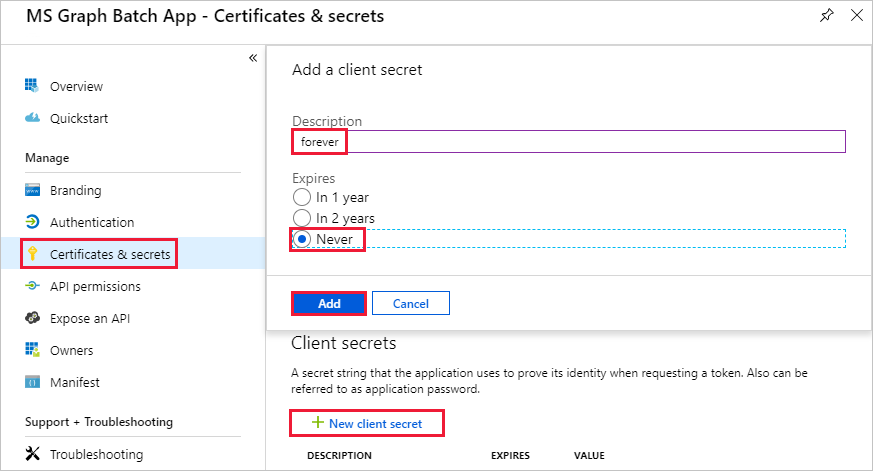 MS Graph Batch App - Certificates & secrets
«
Overview
Quickstart
Manage
Branding
Authentication
Certificates & secrets
API permissions
Expose an API
Owners
Manifest
Support + Troubleshooting
Troubleshooting
Add a client secret
Description
forever
Expires
In 1 year
In 2 years
Never
Add Cancel
Client secrets
A secret string that the application uses to prove its identity when requesting a token. Also can be
referred to as application password.
+ New client secret
DESCRIPTION EXPIRES VALUE